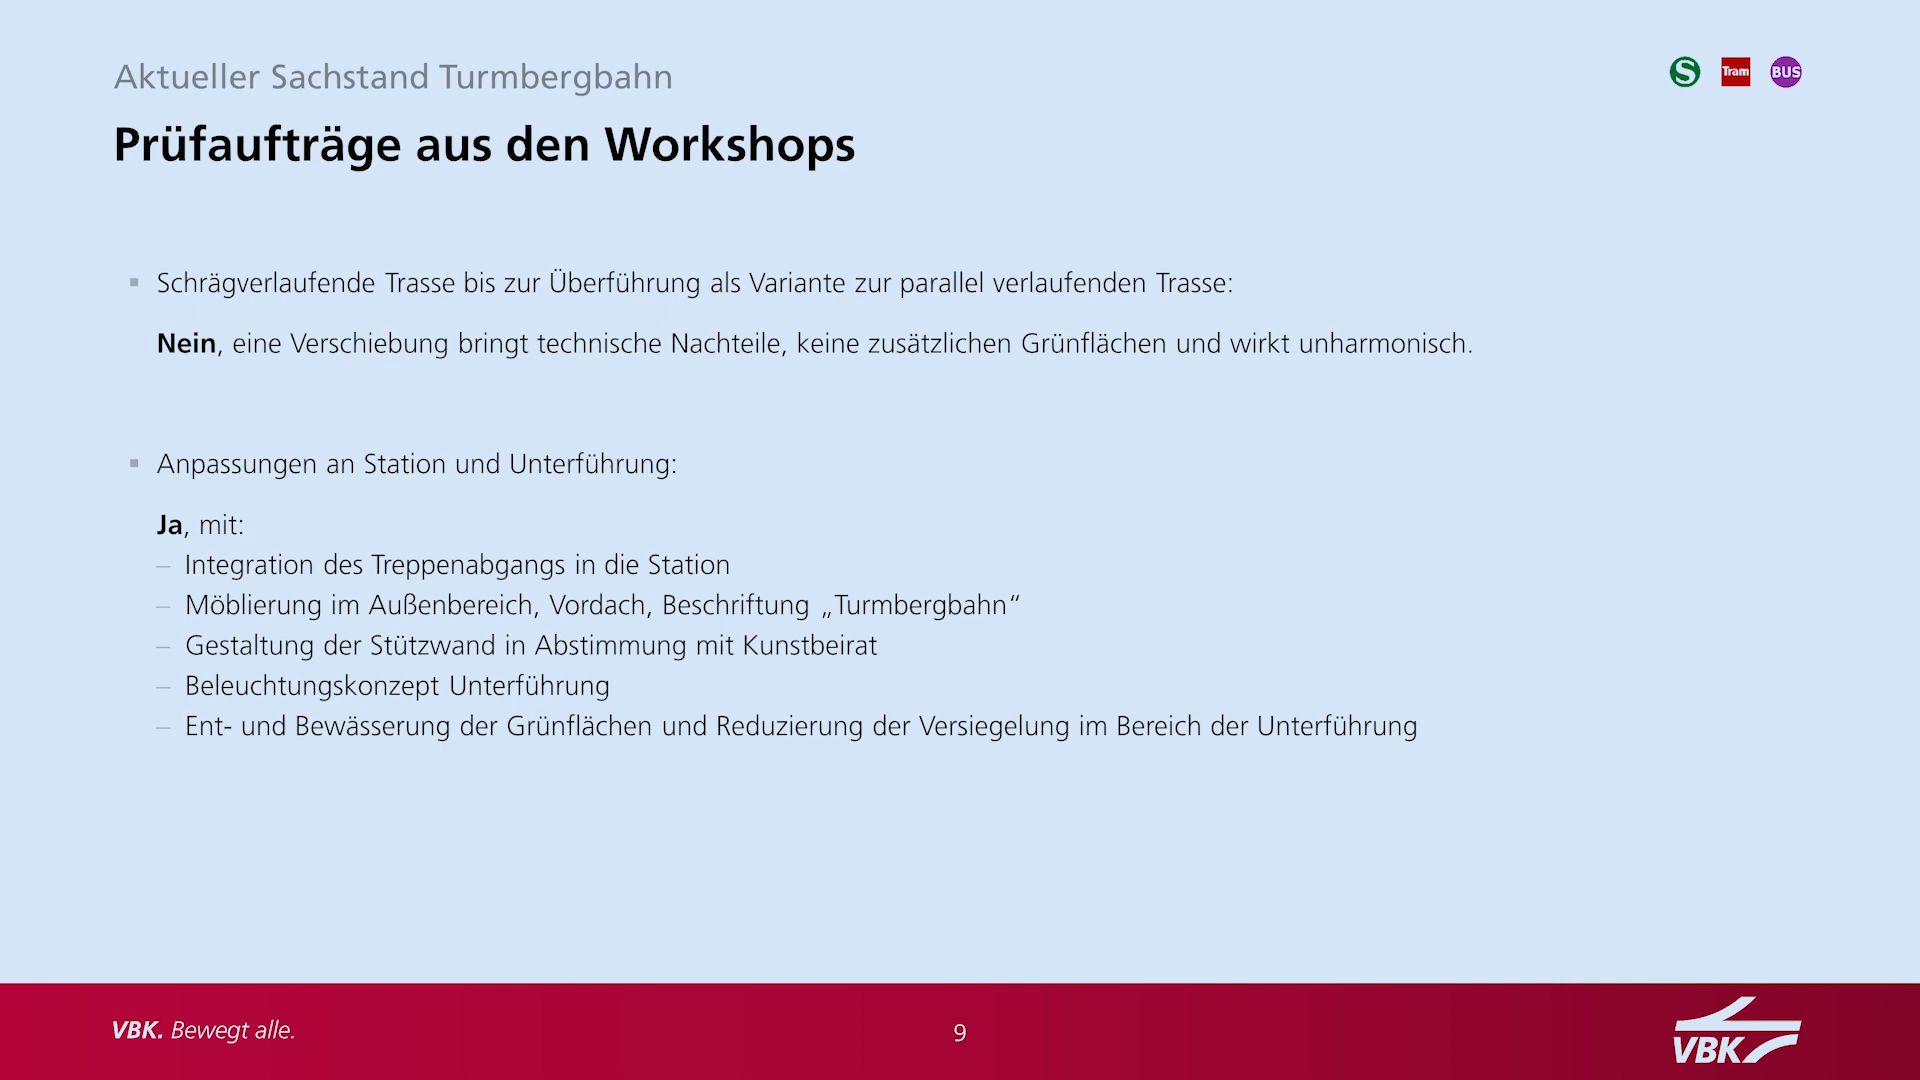 Aktueller Sachstand Turmbergbahn
S Tram BUS
Prüfaufträge aus den Workshops
Schrägverlaufende Trasse bis zur Überführung als Variante zur parallel verlaufenden Trasse:
Nein, eine Verschiebung bringt technische Nachteile, keine zusätzlichen Grünflächen und wirkt unharmonisch.
Anpassungen an Station und Unterführung:
Ja, mit:
– Integration des Treppenabgangs in die Station
– Möblierung im Außenbereich, Vordach, Beschriftung „Turmbergbahn“
– Gestaltung der Stützwand in Abstimmung mit Kunstbeirat
– Beleuchtungskonzept Unterführung
– Ent- und Bewässerung der Grünflächen und Reduzierung der Versiegelung im Bereich der Unterführung
VBK. Bewegt alle.
9
VBK